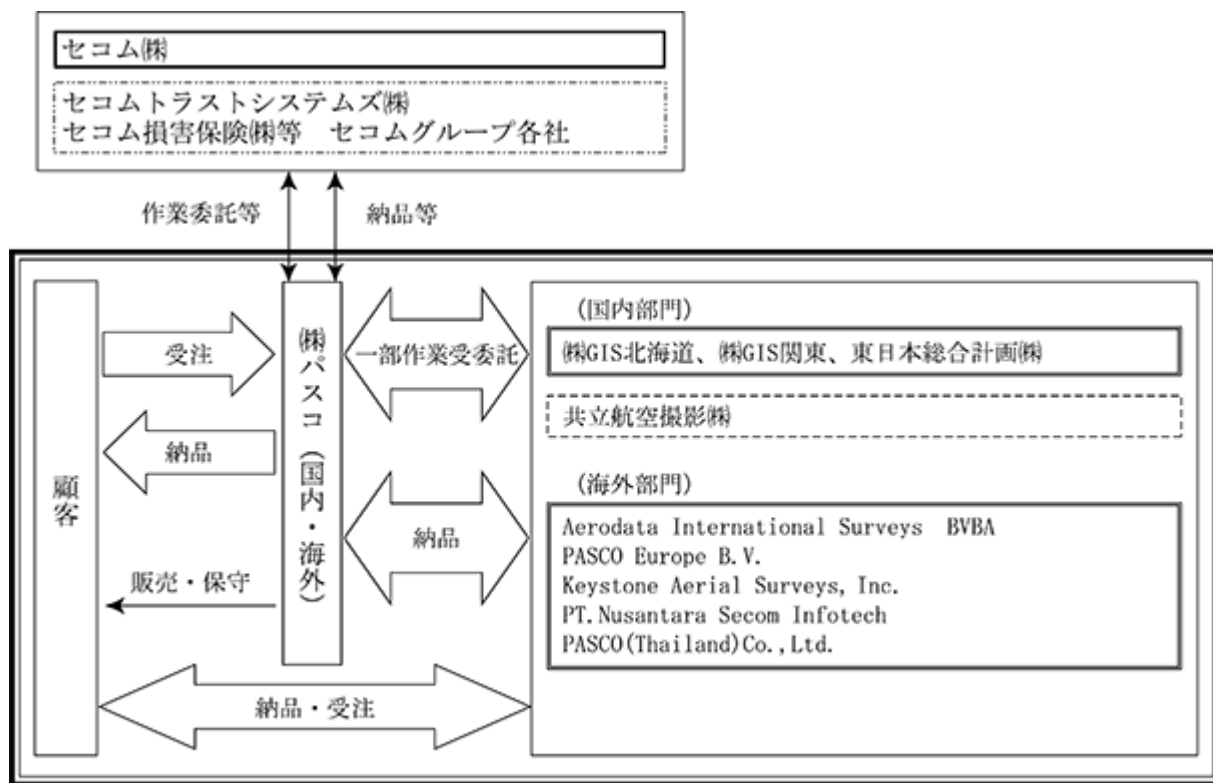 セコム㈱
セコムトラストシステムズ㈱
セコム損害保険㈱等　セコムグループ各社
作業委託等
納品等
顧客
受注
納品
販売・保守
㈱パスコ（国内・海外）
一部作業受委託
納品
納品・受注
(国内部門)
㈱GIS北海道、㈱GIS関東、東日本総合計画㈱
共立航空撮影㈱
(海外部門)
Aerodata International Surveys　BVBA
PASCO Europe B.V.
Keystone Aerial Surveys, Inc.
PT.Nusantara Secom Infotech
PASCO(Thailand)Co.,Ltd.